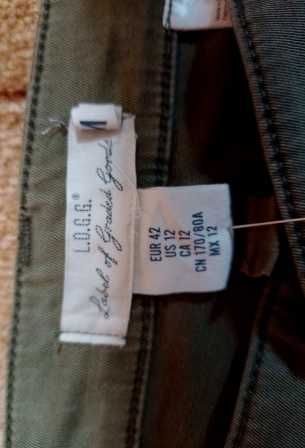 L.O.G.G.®
Label of Graded Goods
EUR 42
US 12
CA 12
CN 170/80A
MX 12